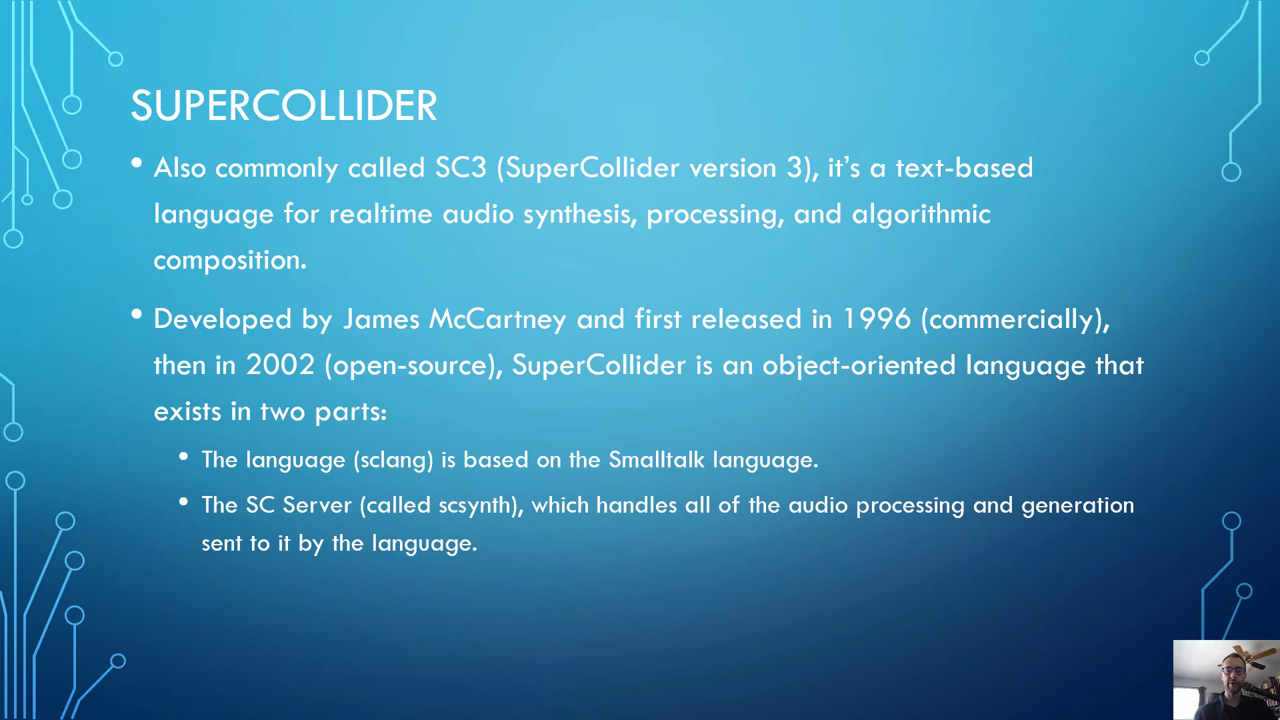 SUPERCOLLIDER
• Also commonly called SC3 (SuperCollider version 3), it’s a text-based
language for realtime audio synthesis, processing, and algorithmic
composition.
• Developed by James McCartney and first released in 1996 (commercially),
then in 2002 (open-source), SuperCollider is an object-oriented language that
exists in two parts:
• The language (sclang) is based on the Smalltalk language.
• The SC Server (called scsynth), which handles all of the audio processing and generation
sent to it by the language.